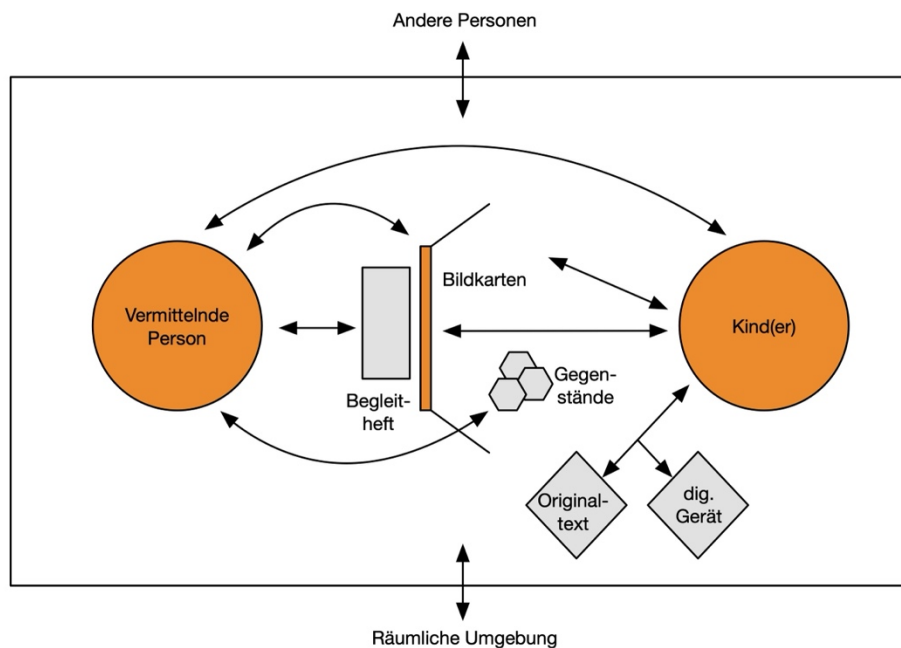 Andere Personen
Vermittelnde
Person
Bildkarten
Kind(er)
Begleit-
heft
Gegen-
stände
Original-
text
dig.
Gerät
Räumliche Umgebung